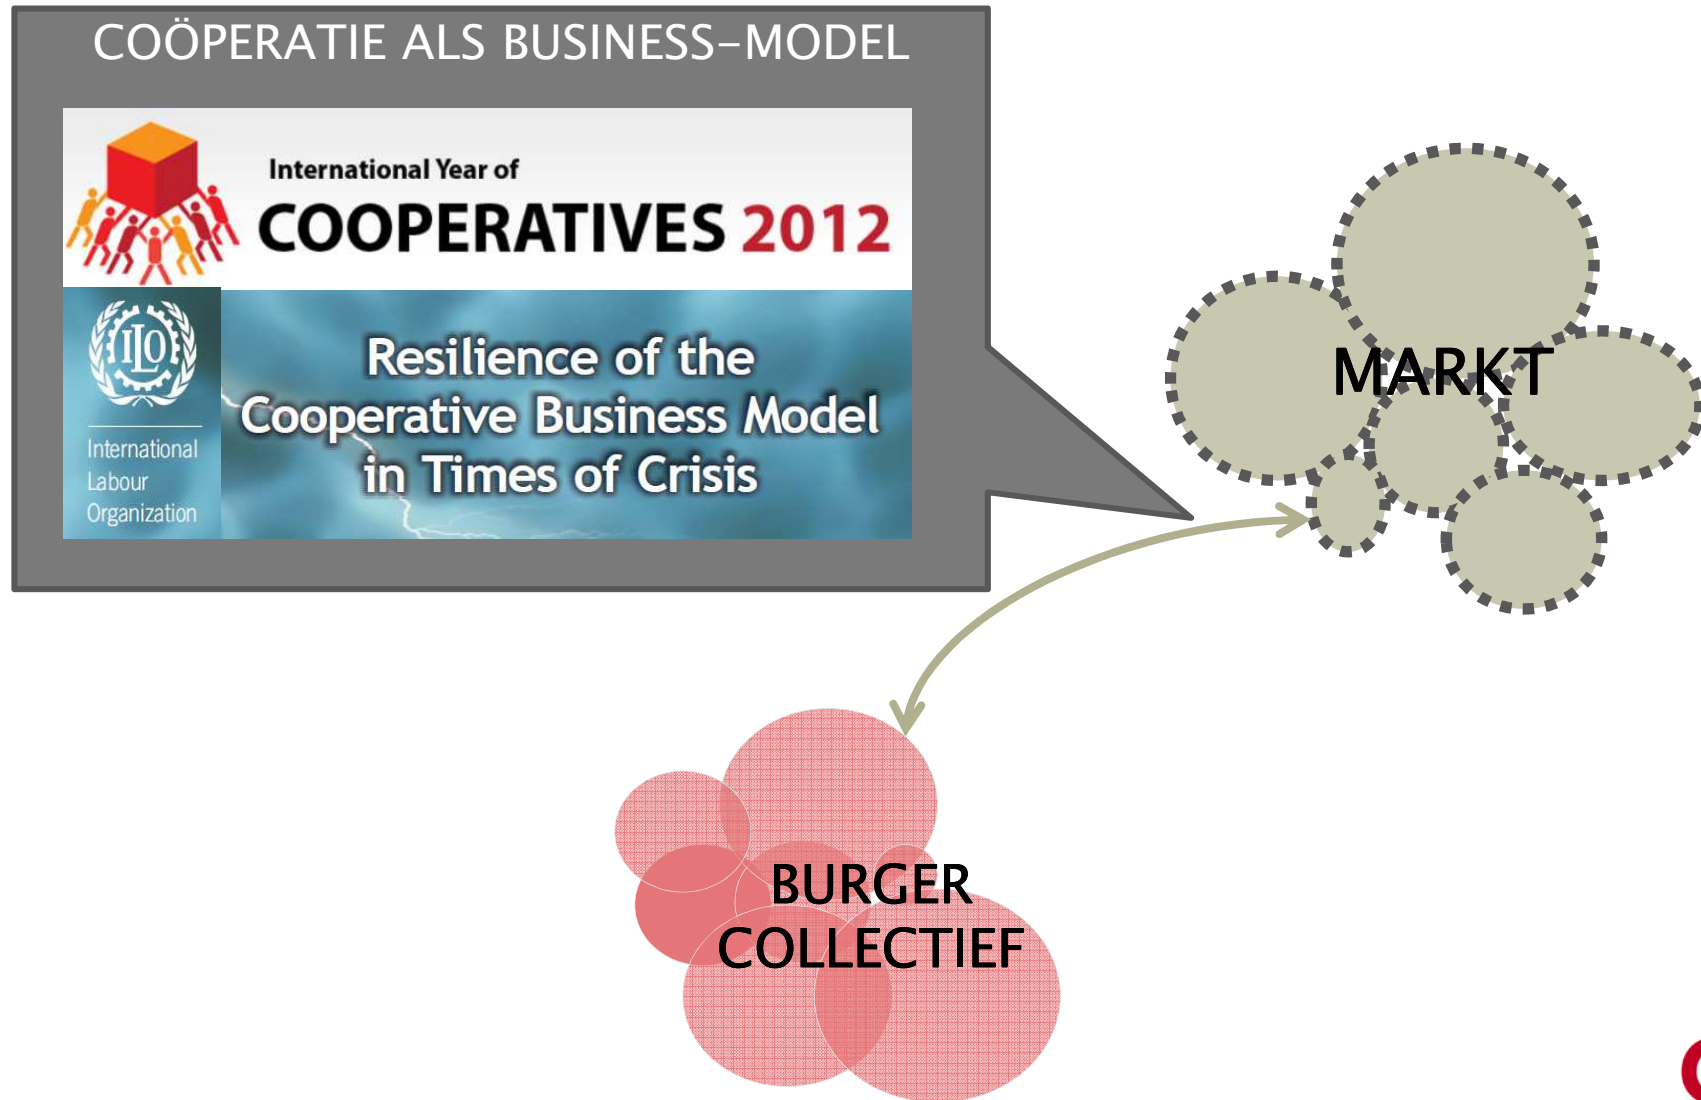 COÖPERATIE ALS BUSINESS-MODEL
International Year of
COOPERATIVES 2012
ILO
International
Labour
Organization
Resilience of the
Cooperative Business Model
in Times of Crisis
MARKT
BURGER
COLLECTIEF